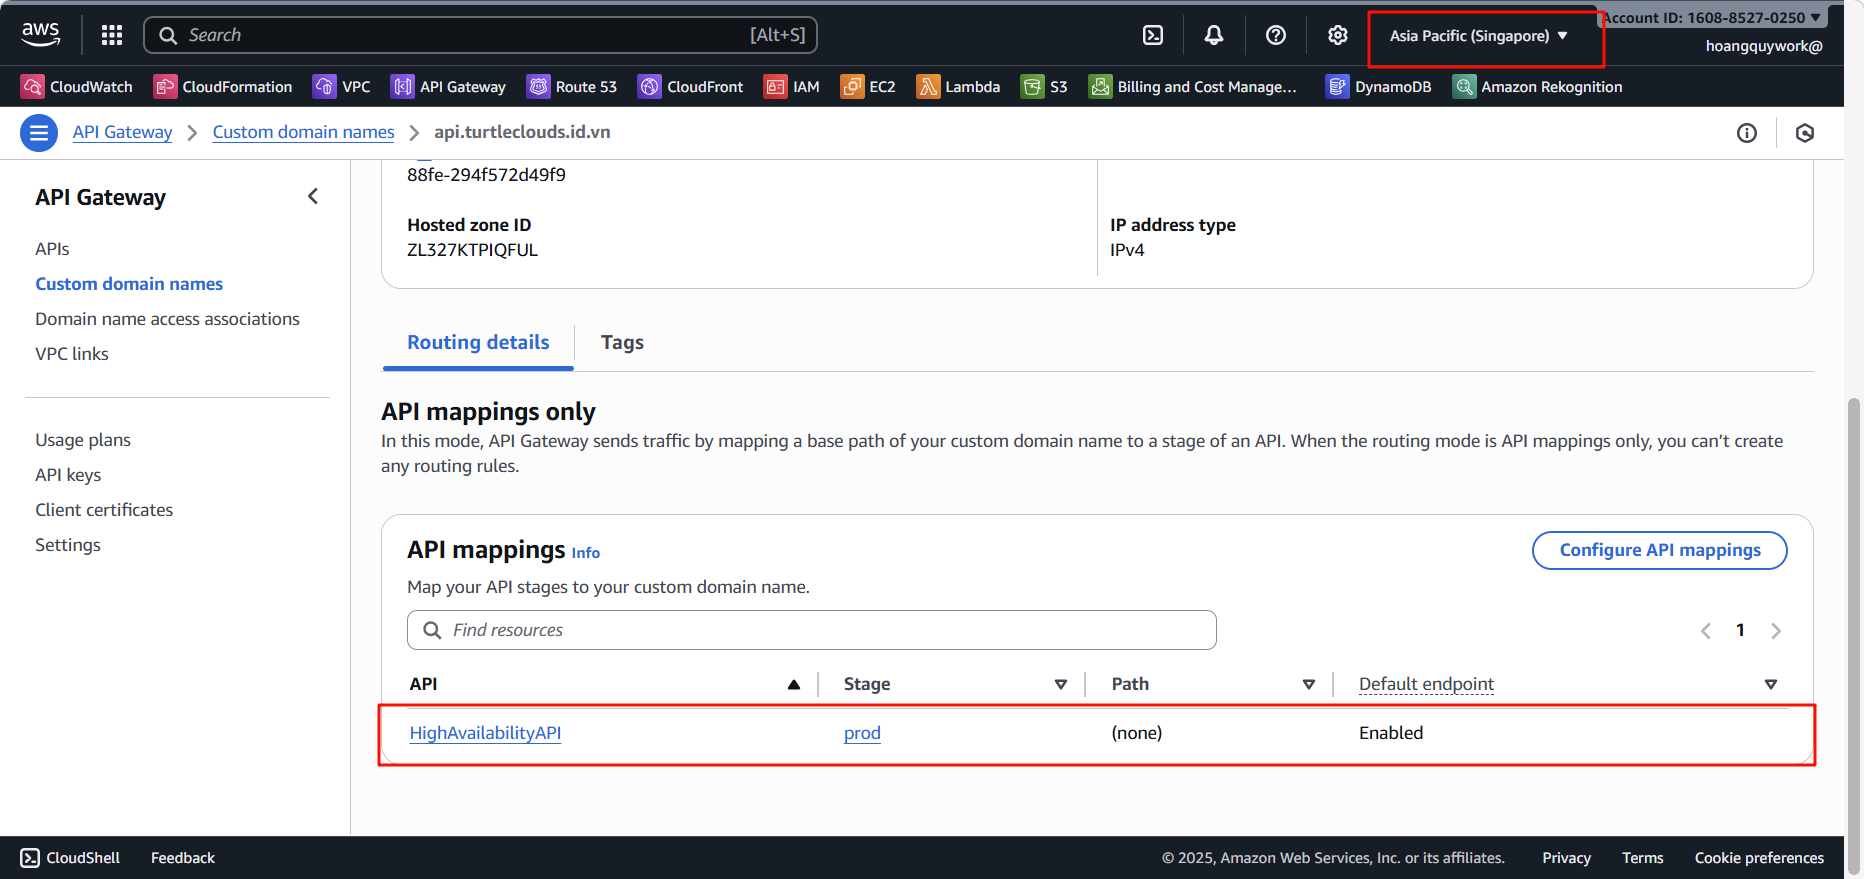 aws
Search
[Alt+S]
Asia Pacific (Singapore)
Account ID: 1608-8527-0250
hoangquywork@
CloudWatch
CloudFormation
VPC
API Gateway
Route 53
CloudFront
IAM
EC2
Lambda
S3
Billing and Cost Manage...
DynamoDB
Amazon Rekognition
API Gateway
Custom domain names
api.turtleclouds.id.vn
API Gateway
APIs
Custom domain names
Domain name access associations
VPC links
Usage plans
API keys
Client certificates
Settings
88fe-294f572d49f9
Hosted zone ID
ZL327KTPIQFUL
IP address type
IPv4
Routing details
Tags
API mappings only
In this mode, API Gateway sends traffic by mapping a base path of your custom domain name to a stage of an API. When the routing mode is API mappings only, you can't create
any routing rules.
API mappings Info
Configure API mappings
Map your API stages to your custom domain name.
Find resources
1
API
Stage
Path
Default endpoint
HighAvailabilityAPI
prod
(none)
Enabled
CloudShell
Feedback
© 2025, Amazon Web Services, Inc. or its affiliates.
Privacy
Terms
Cookie preferences